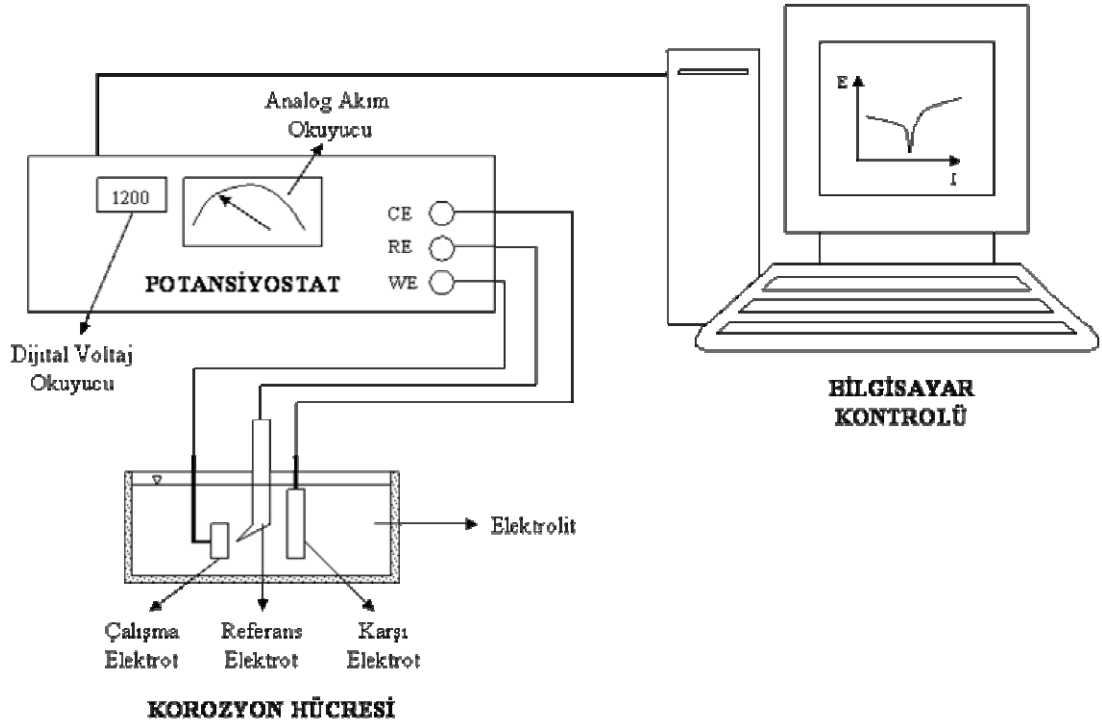 Analog Akım
Okuyucu
1200
CE
RE
WE
POTANSİYOSTAT
Dijital Voltaj
Okuyucu
E
I
BİLGİSAYAR
KONTROLÜ
Elektrolit
Çalışma
Elektrot
Referans
Elektrot
Karşı
Elektrot
KOROZYON HÜCRESİ